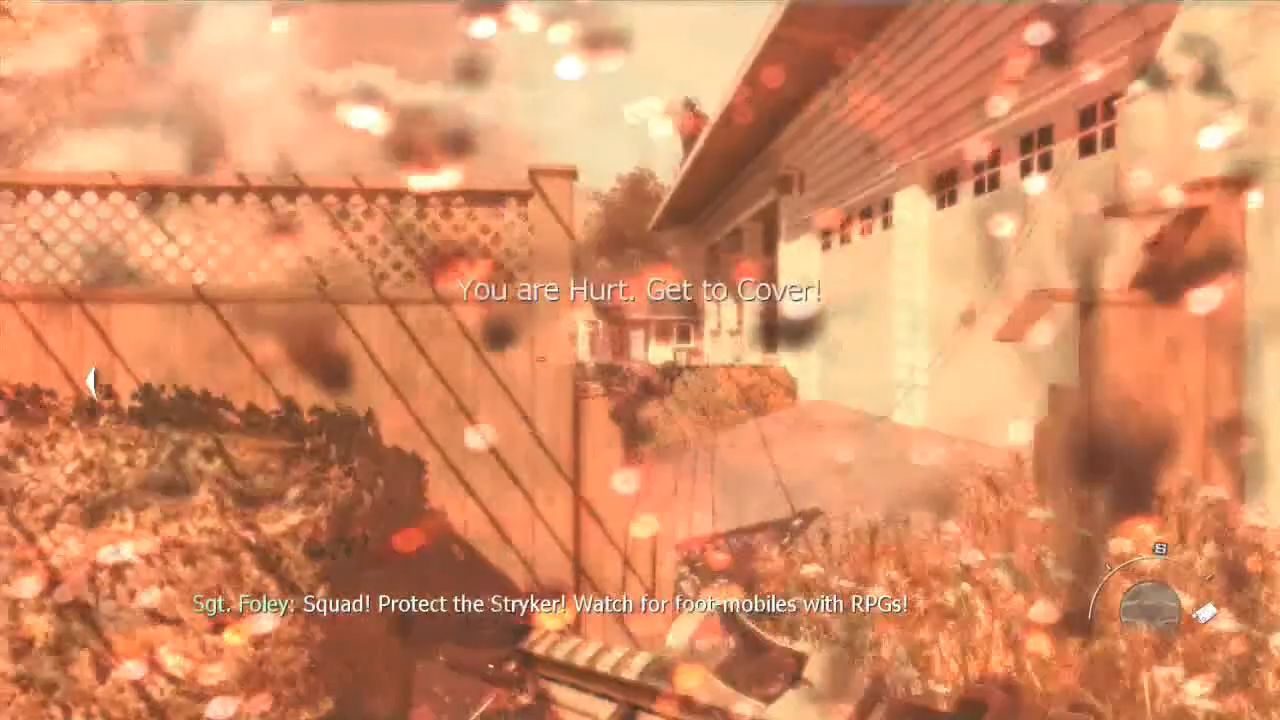 You are Hurt. Get to Cover!
S
Sgt. Foley: Squad! Protect the Stryker! Watch for foot-mobiles with RPGs!